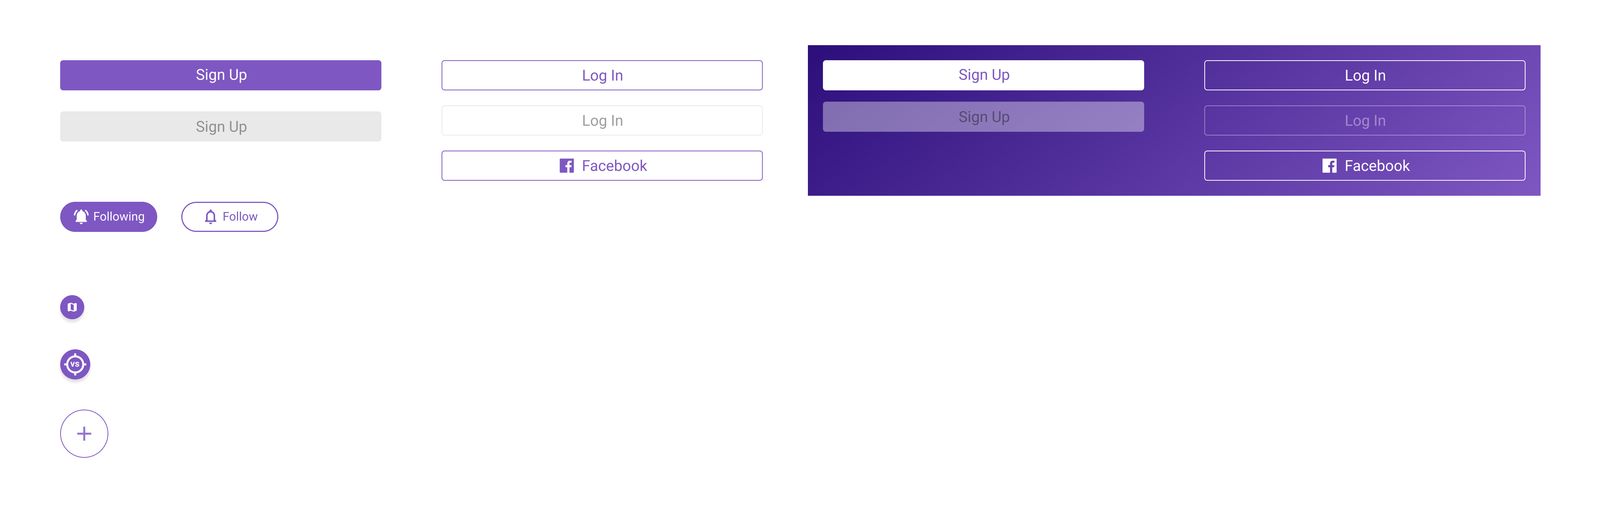 Sign Up
Log In
Sign Up
Log In
Sign Up
Log In
Sign Up
Log In
Facebook
Facebook
Following
Follow
VS